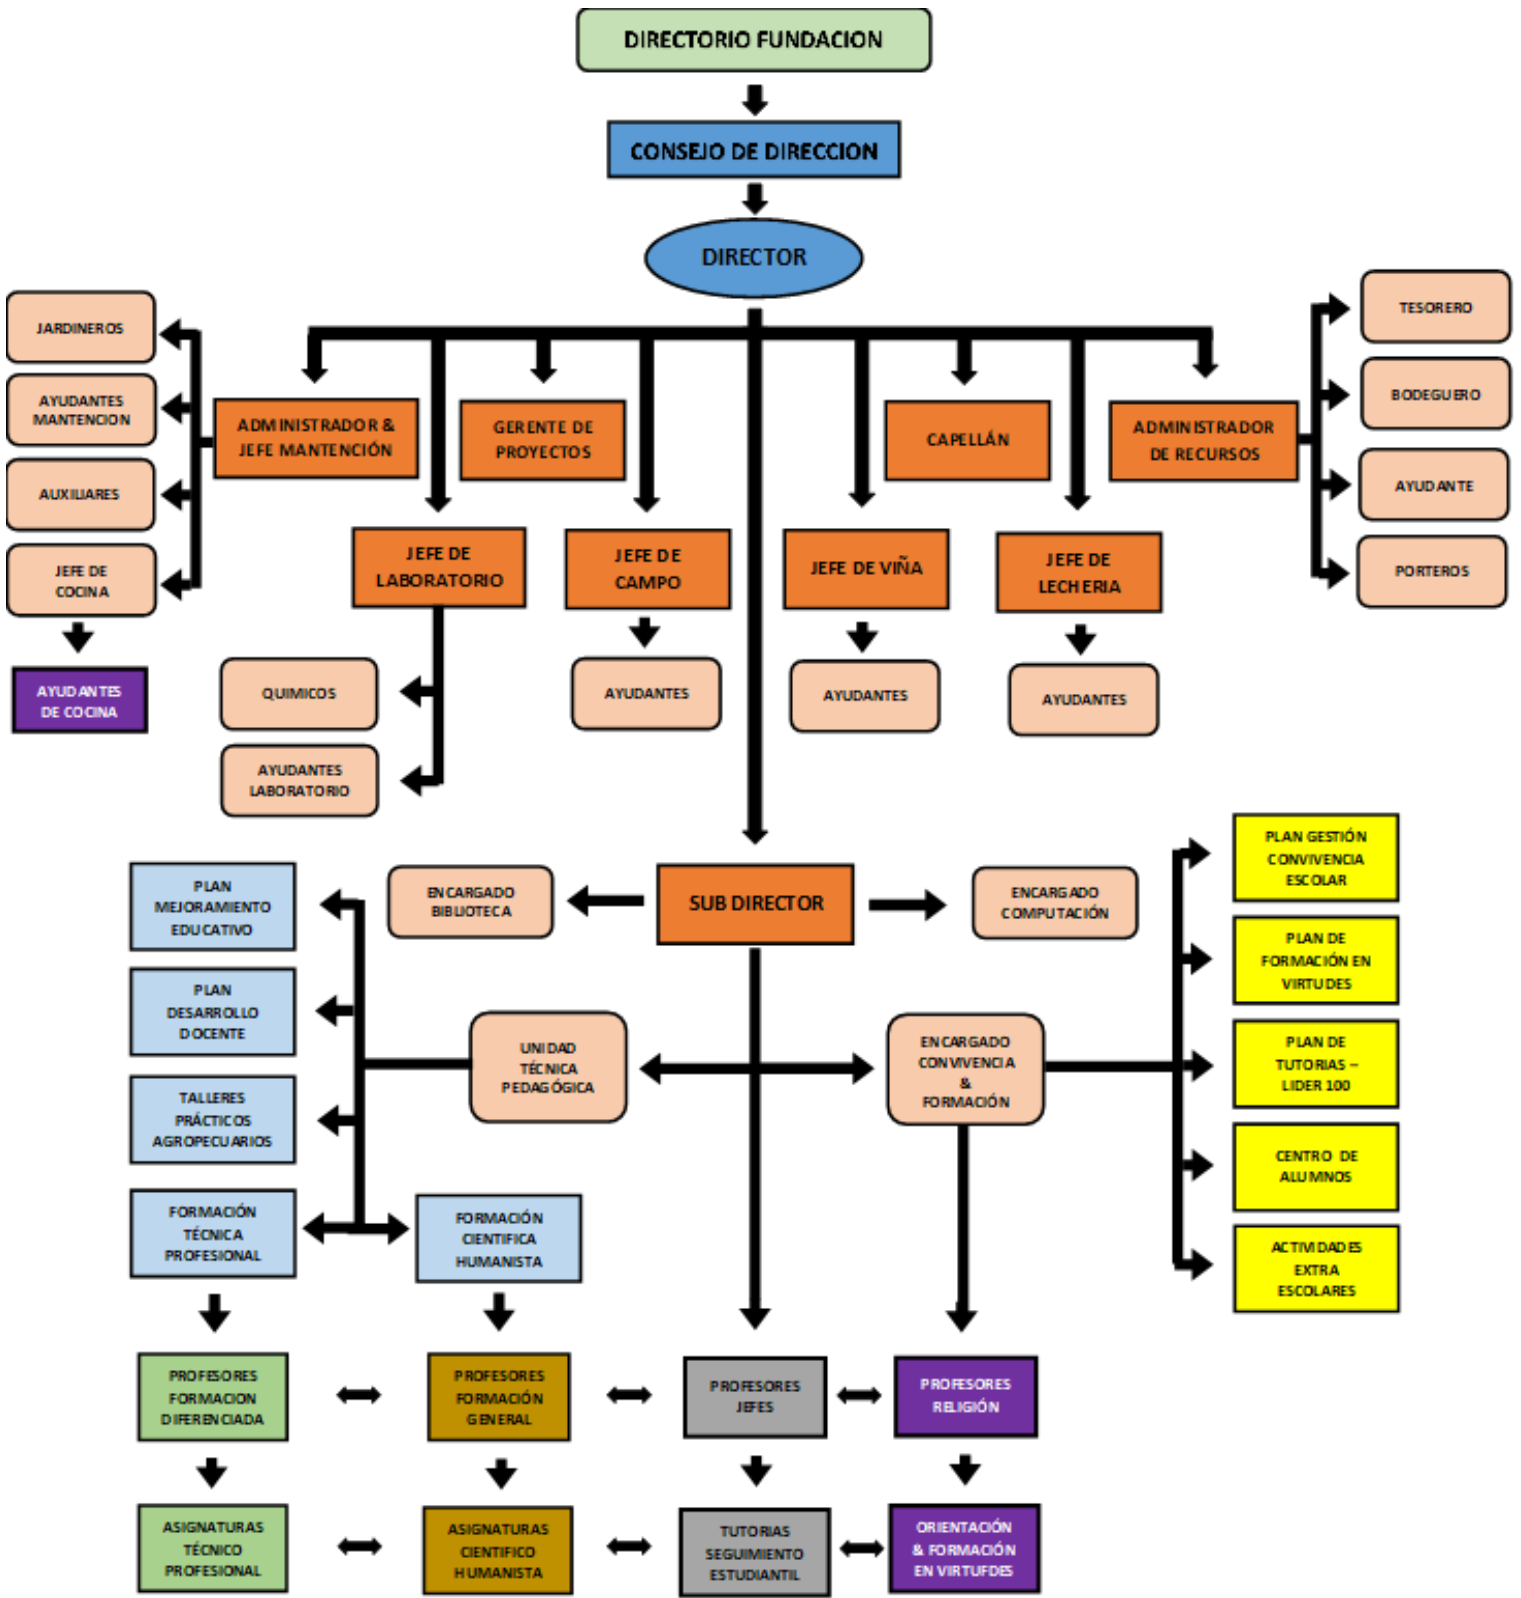 DIRECTORIO FUNDACION
CONSEJO DE DIRECCION
DIRECTOR
JARDINEROS
AYUDANTES
MANTENCION
AUXILIARES
JEFE DE
COCINA
AYUDANTES
DE COCINA
ADMINISTRADOR &
JEFE MANTENCIÓN
GERENTE DE
PROYECTOS
CAPELLÁN
ADMINISTRADOR
DE RECURSOS
TESORERO
BODEGUERO
AYUDANTE
PORTEROS
JEFE DE
LABORATORIO
JEFE DE
CAMPO
JEFE DE VIÑA
JEFE DE
LECHERIA
QUIMICOS
AYUDANTES
LABORATORIO
AYUDANTES
AYUDANTES
AYUDANTES
SUB DIRECTOR
ENCARGADO
BIBLIOTECA
ENCARGADO
COMPUTACIÓN
PLAN
MEJORAMIENTO
EDUCATIVO
PLAN
DESARROLLO
DOCENTE
TALLERES
PRÁCTICOS
AGROPECUARIOS
FORMACIÓN
TÉCNICA
PROFESIONAL
FORMACIÓN
CIENTIFICA
HUMANISTA
UNIDAD
TÉCNICA
PEDAGÓGICA
ENCARGADO
CONVIVENCIA
&
FORMACIÓN
PLAN GESTIÓN
CONVIVENCIA
ESCOLAR
PLAN DE
FORMACIÓN EN
VIRTUDES
PLAN DE
TUTORIAS –
LIDER 100
CENTRO DE
ALUMNOS
ACTIVIDADES
EXTRA
ESCOLARES
PROFESORES
FORMACION
DIFERENCIADA
PROFESORES
FORMACIÓN
GENERAL
PROFESORES
JEFES
PROFESORES
RELIGIÓN
ASIGNATURAS
TÉCNICO
PROFESIONAL
ASIGNATURAS
CIENTIFICO
HUMANISTA
TUTORIAS
SEGUIMIENTO
ESTUDIANTIL
ORIENTACIÓN
& FORMACIÓN
EN VIRTUFDES